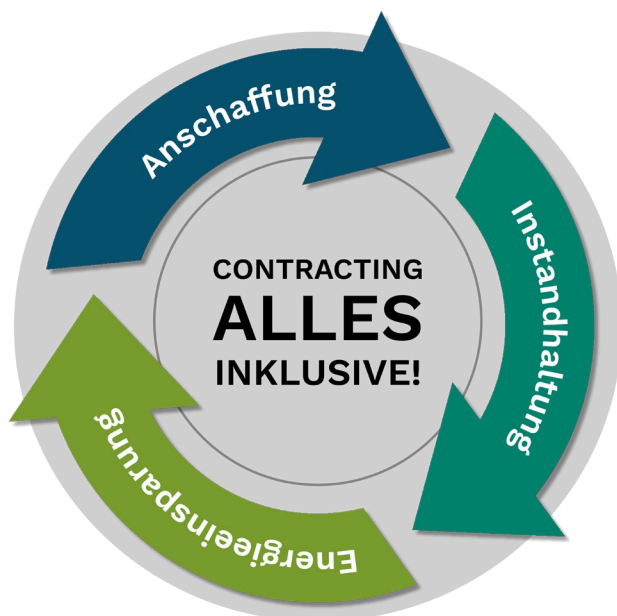 Anschaffung
Instandhaltung
Energieeinsparung
CONTRACTING
ALLES
INKLUSIVE!